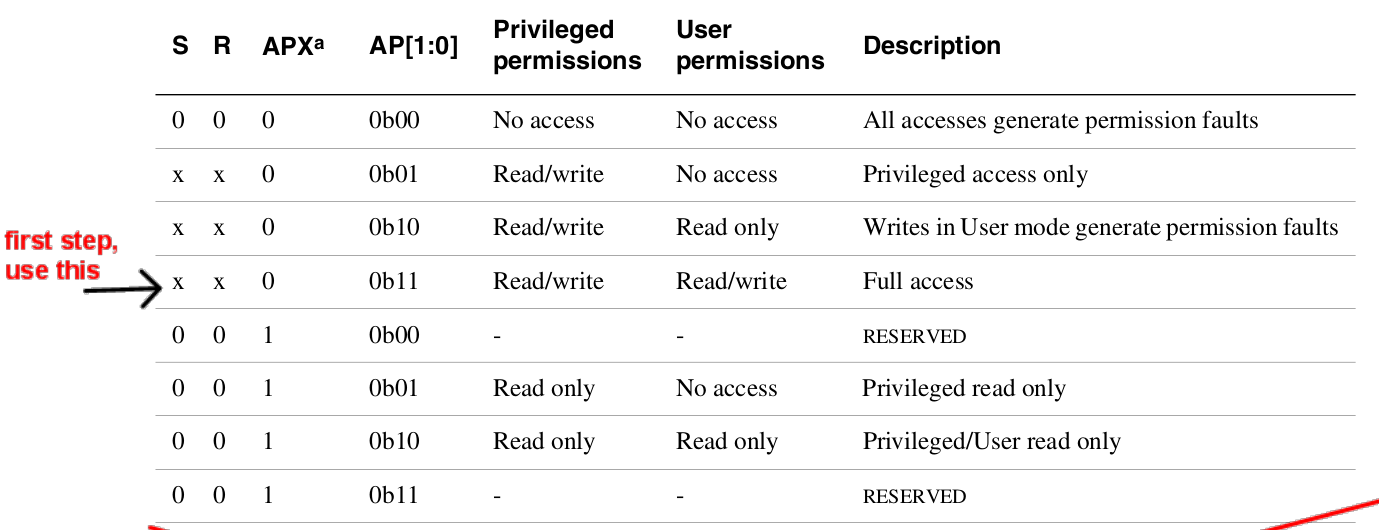 S R APXa AP[1:0] Privileged permissions User permissions Description
0 0 0 0b00 No access No access All accesses generate permission faults
x x 0 0b01 Read/write No access Privileged access only
x x 0 0b10 Read/write Read only Writes in User mode generate permission faults
first step,
use this
x x 0 0b11 Read/write Read/write Full access
0 0 1 0b00 - - RESERVED
0 0 1 0b01 Read only No access Privileged read only
0 0 1 0b10 Read only Read only Privileged/User read only
0 0 1 0b11 - - RESERVED